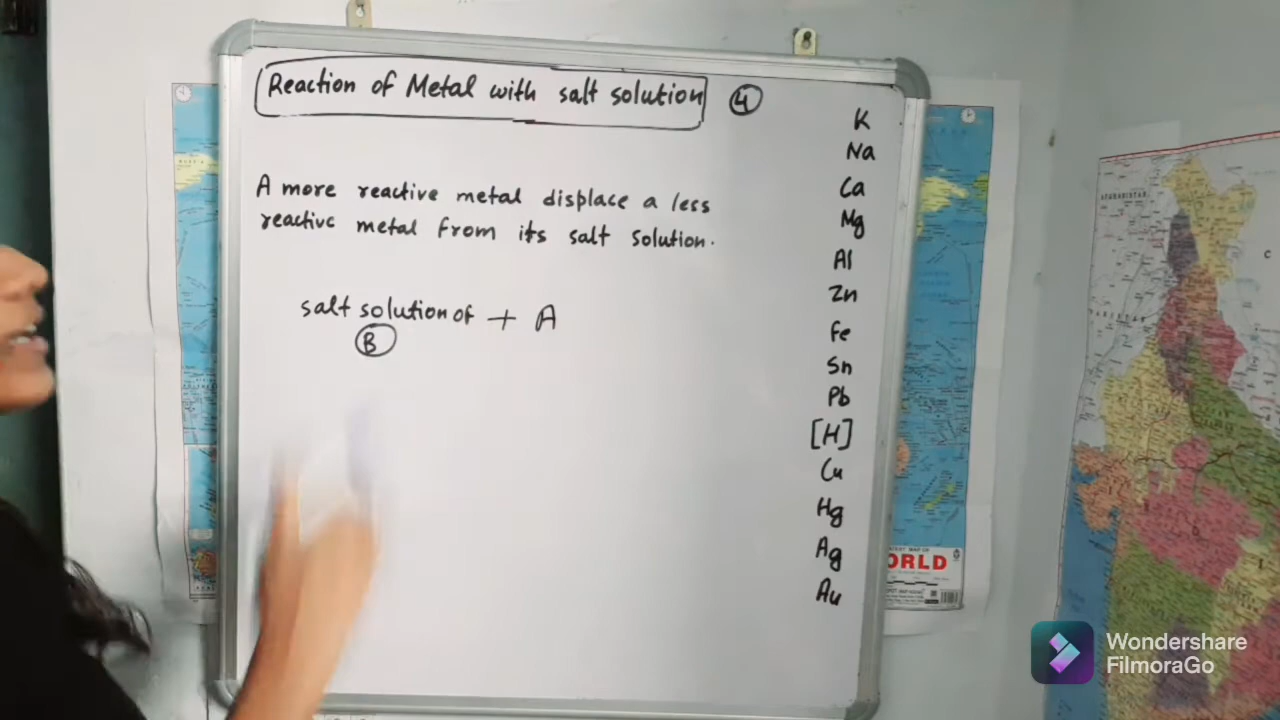 Reaction of Metal with salt solution 4
A more reactive metal displace a less
reactive metal from its salt solution.
salt solution of + A
B
K
Na
Ca
Mg
Al
Zn
Fe
Sn
Pb
[H]
Cu
Hg
Ag
Au
ORLD
Wondershare
FilmoraGo